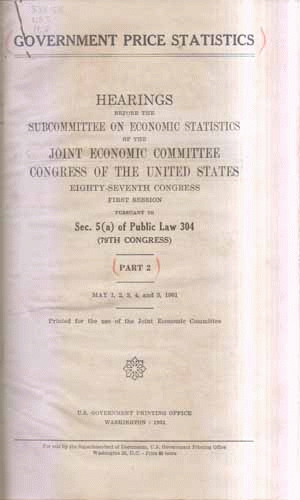 GOVERNMENT PRICE STATISTICS
HEARINGS
BEFORE THE
SUBCOMMITTEE ON ECONOMIC STATISTICS
OF THE
JOINT ECONOMIC COMMITTEE
CONGRESS OF THE UNITED STATES
EIGHTY-SEVENTH CONGRESS
FIRST SESSION
PURSUANT TO
Sec. 5(a) of Public Law 304
(79TH CONGRESS)
PART 2
MAY 1, 2, 3, 4, and 5, 1961
Printed for the use of the Joint Economic Committee
U.S. GOVERNMENT PRINTING OFFICE
WASHINGTON : 1961
For sale by the Superintendent of Documents, U.S. Government Printing Office
Washington 25, D.C. - Price cents